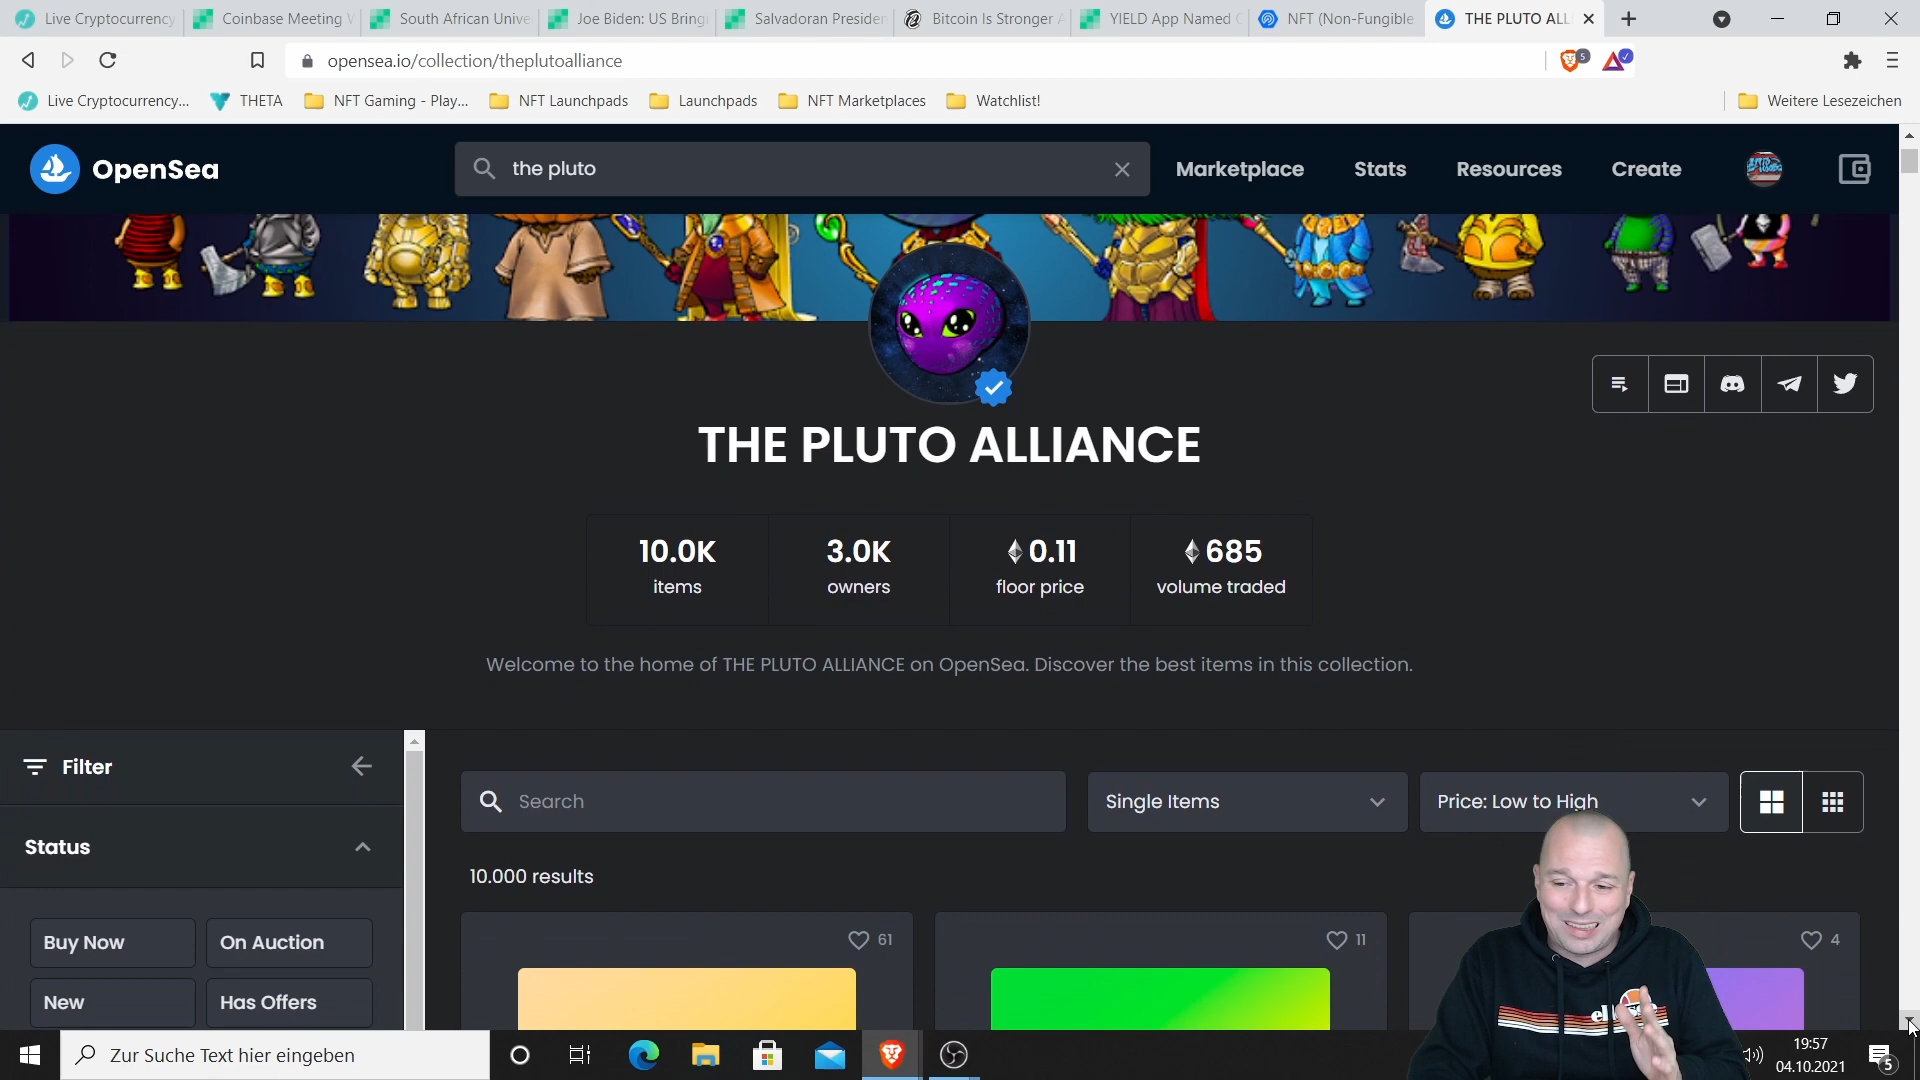 Live Cryptocurrency
Coinbase Meeting
South African Unive
Joe Biden: US Bring
Salvadoran Presiden
Bitcoin Is Stronger
YIELD App Named
NFT (Non-Fungible
THE PLUTO ALL
opensea.io/collection/theplutoalliance
5
Live Cryptocurrency...
THETA
NFT Gaming - Play...
NFT Launchpads
Launchpads
NFT Marketplaces
Watchlist!
Weitere Lesezeichen
OpenSea
the pluto
Marketplace
Stats
Resources
Create
THE PLUTO ALLIANCE
10.0K
items
3.0K
owners
0.11
floor price
685
volume traded
Welcome to the home of THE PLUTO ALLIANCE on OpenSea. Discover the best items in this collection.
Filter
Search
Single Items
Price: Low to High
Status
10.000 results
Buy Now
On Auction
61
11
4
New
Has Offers
Zur Suche Text hier eingeben
19:57
04.10.2021
5